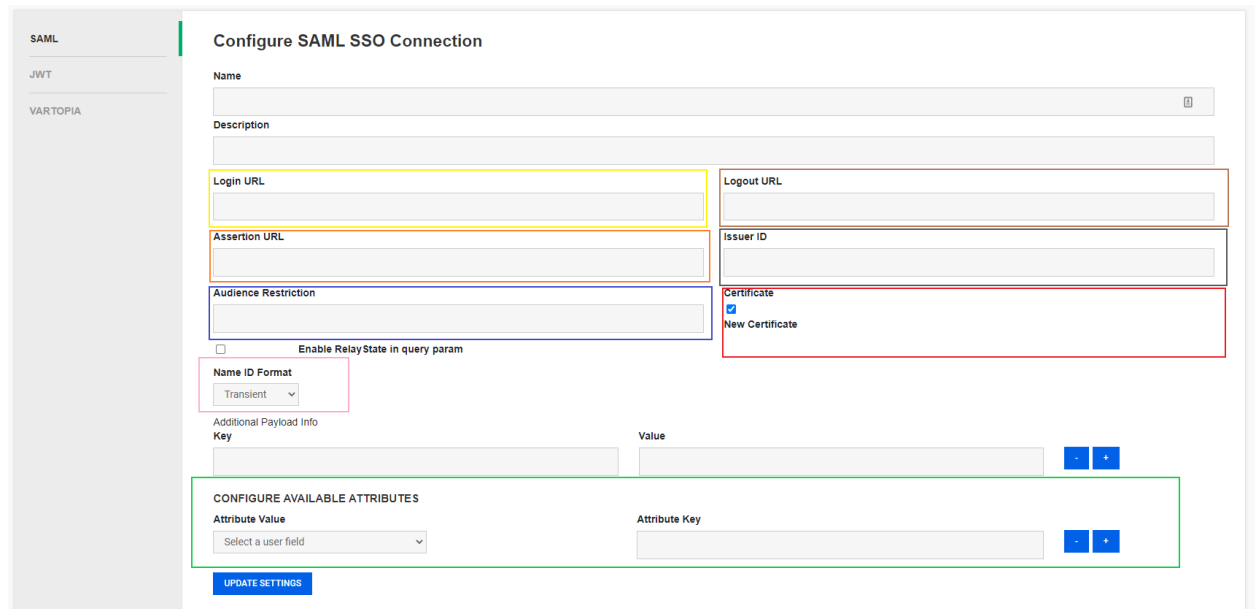 SAML
JWT
VARTOPIA
Configure SAML SSO Connection
Name
Description
Login URL
Logout URL
Assertion URL
Issuer ID
Audience Restriction
Certificate
New Certificate
Enable RelayState in query param
Name ID Format
Transient
Additional Payload Info
Key
Value
-
+
CONFIGURE AVAILABLE ATTRIBUTES
Attribute Value
Attribute Key
Select a user field
-
+
UPDATE SETTINGS